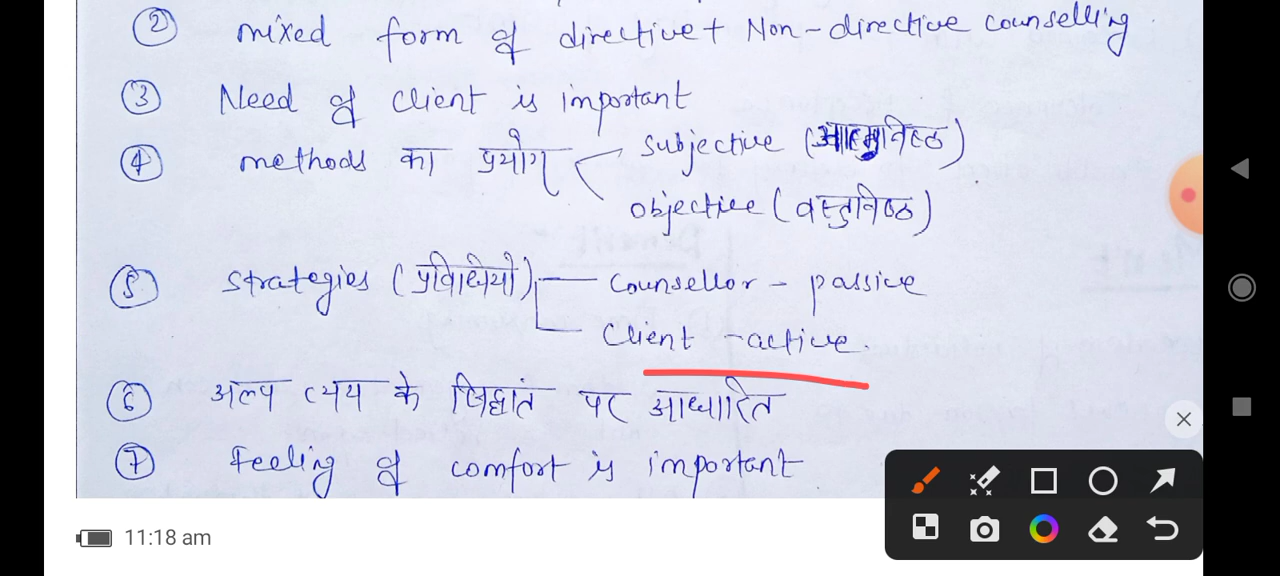 ② mixed form of directive + Non-directive counselling.
③ Need of client is important
④ methods का प्रयोग
subjective (आत्मनिष्ठ)
objective (वस्तुनिष्ठ)
⑤ strategies (प्रविधियो)
Counsellor - passive
Client - active.
⑥ अल्प व्यय के सिद्धांत पर आधारित
⑦ Feeling of comfort is important
11:18 am